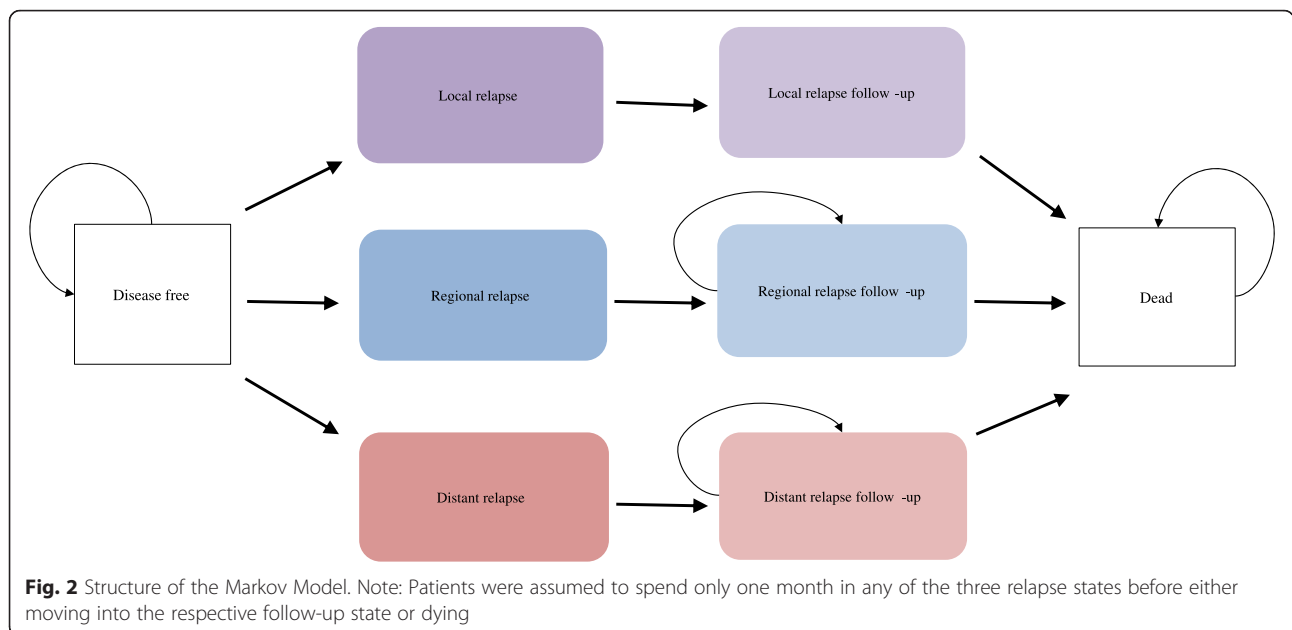 Local relapse
Local relapse follow -up
Disease free
Regional relapse
Regional relapse follow -up
Dead
Distant relapse
Distant relapse follow -up
Fig. 2 Structure of the Markov Model. Note: Patients were assumed to spend only one month in any of the three relapse states before either
moving into the respective follow-up state or dying